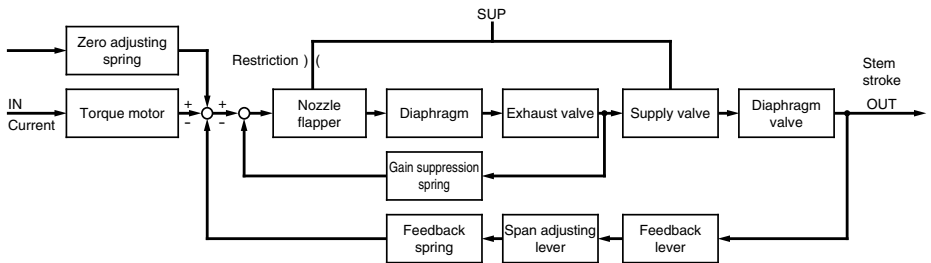 SUP
Zero adjusting
spring
Restriction ) (
Stem
stroke
IN
Current
Torque motor
+
-
+
-
Nozzle
flapper
Diaphragm
Exhaust valve
Supply valve
Diaphragm
valve
OUT
Gain suppression
spring
Feedback
spring
Span adjusting
lever
Feedback
lever